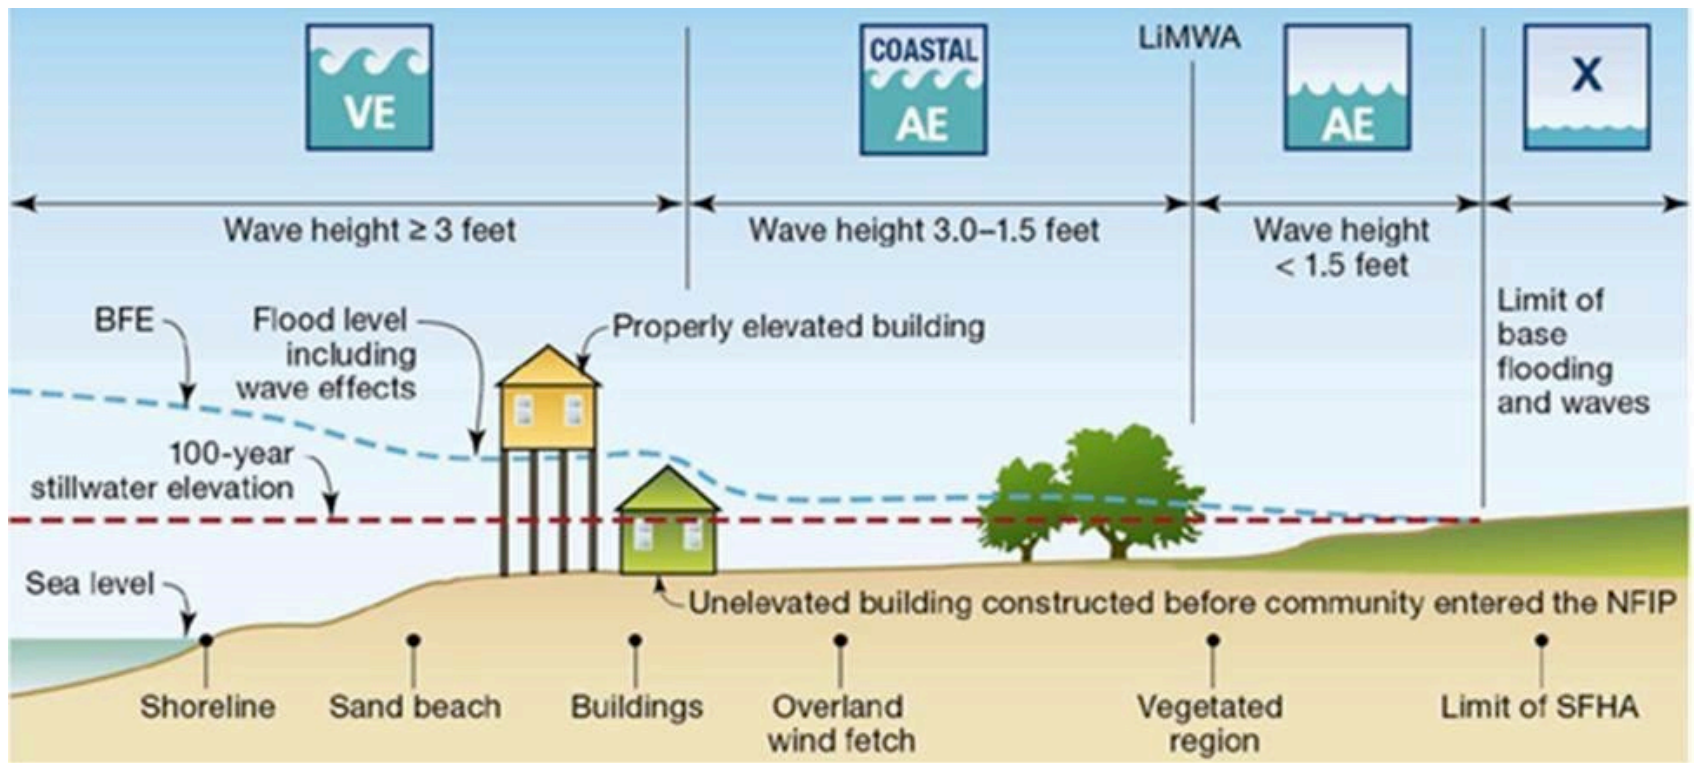 VE
COASTAL
AE
LiMWA
AE
X
Wave height ≥ 3 feet
Wave height 3.0–1.5 feet
Wave height
< 1.5 feet
Limit of
base
flooding
and waves
BFE
Flood level
including
wave effects
Properly elevated building
100-year
stillwater elevation
Sea level
Unelevated building constructed before community entered the NFIP
Shoreline
Sand beach
Buildings
Overland
wind fetch
Vegetated
region
Limit of SFHA